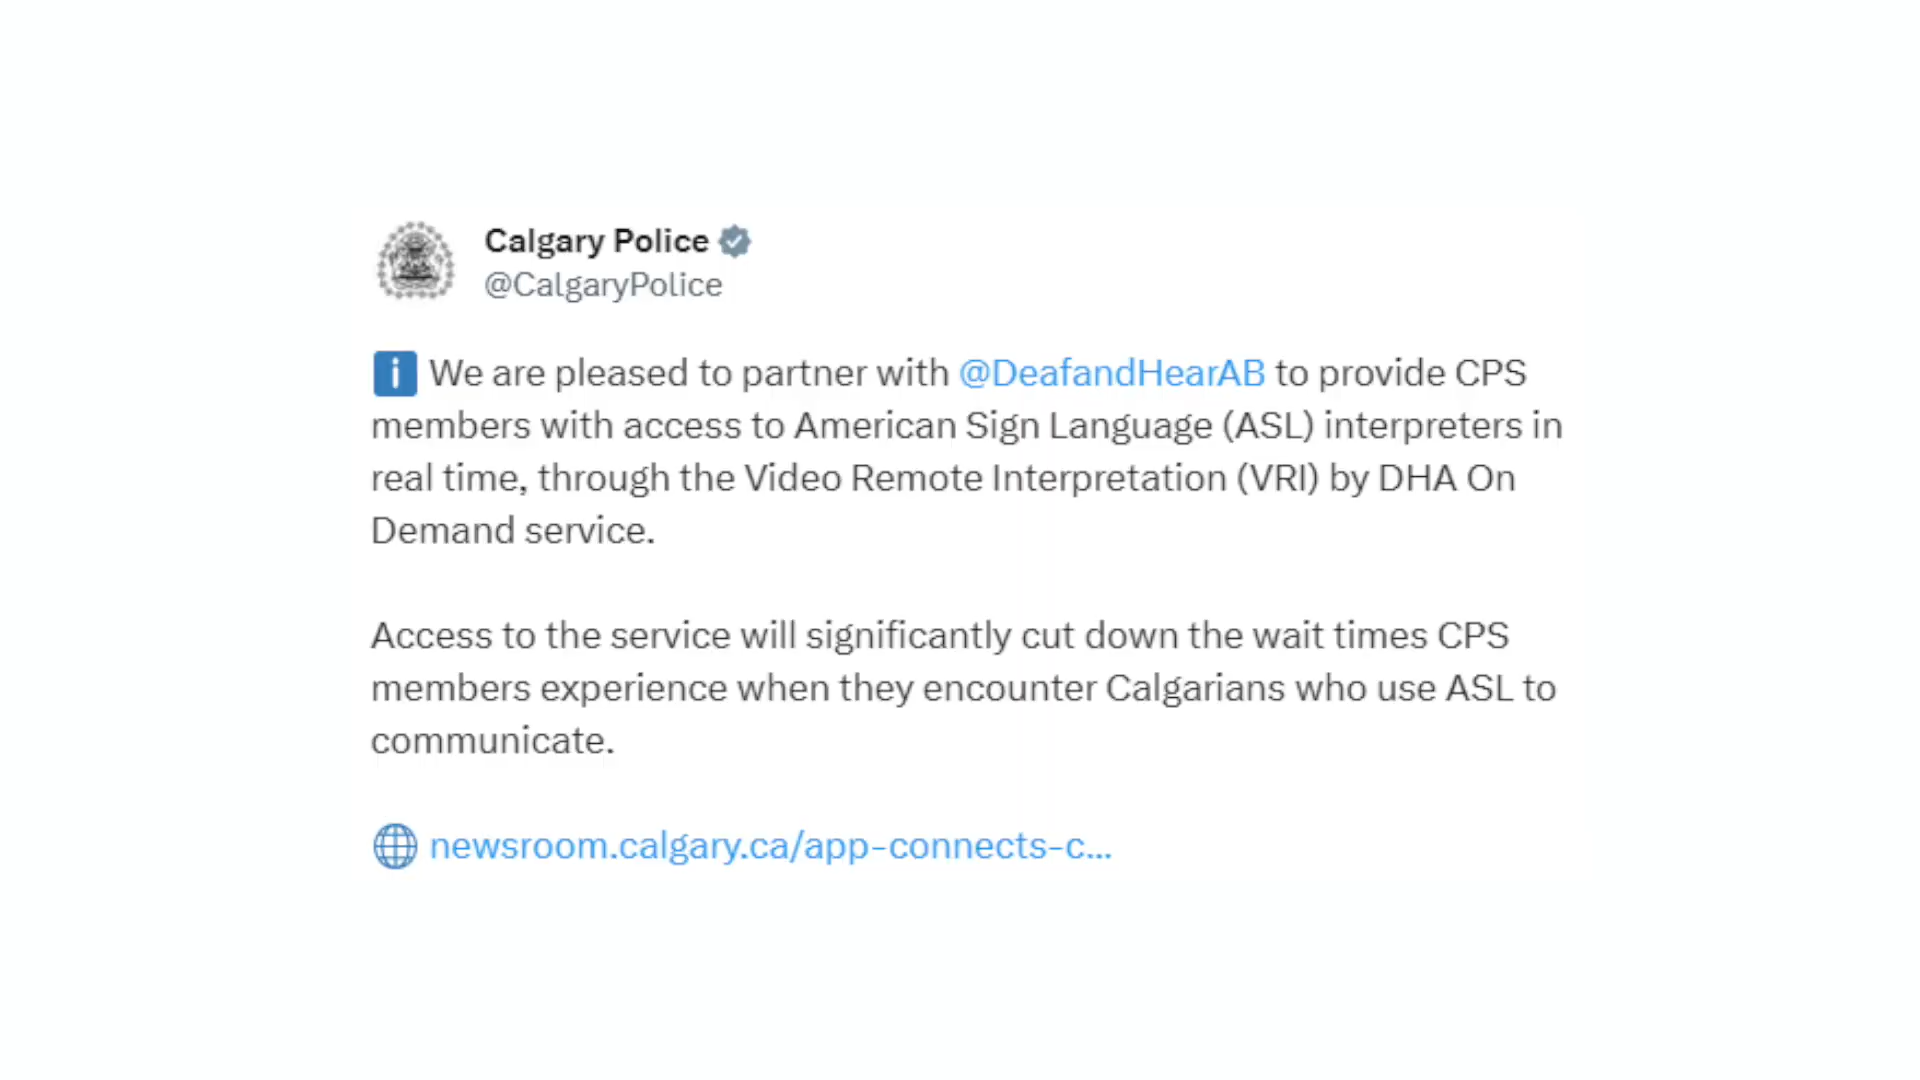 Calgary Police
@CalgaryPolice
ℹ️ We are pleased to partner with @DeafandHearAB to provide CPS
members with access to American Sign Language (ASL) interpreters in
real time, through the Video Remote Interpretation (VRI) by DHA On
Demand service.
Access to the service will significantly cut down the wait times CPS
members experience when they encounter Calgarians who use ASL to
communicate.
newsroom.calgary.ca/app-connects-c...